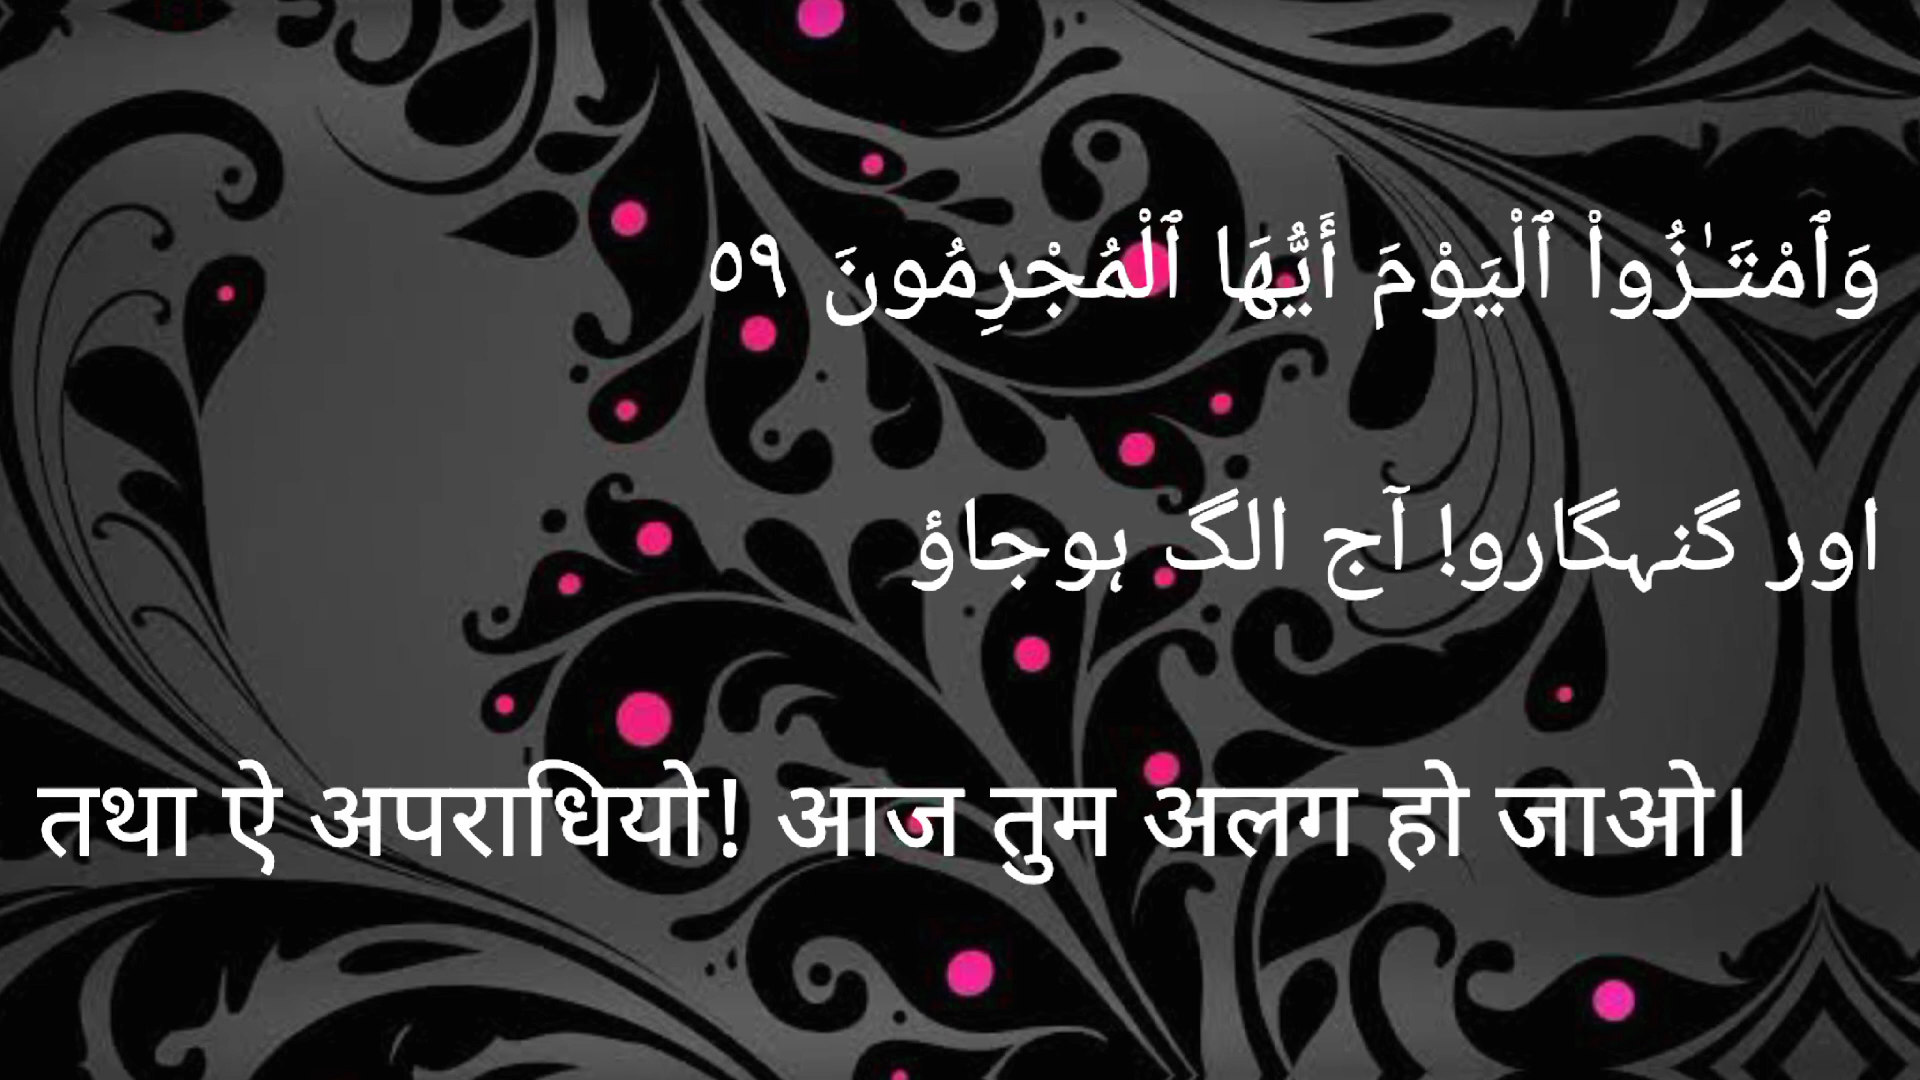 وَٱمْتَـٰزُوا۟ ٱلْيَوْمَ أَيُّهَا ٱلْمُجْرِمُونَ ٥٩
اور گنہگارو! آج الگ ہوجاؤ
तथा ऐ अपराधियो! आज तुम अलग हो जाओ।